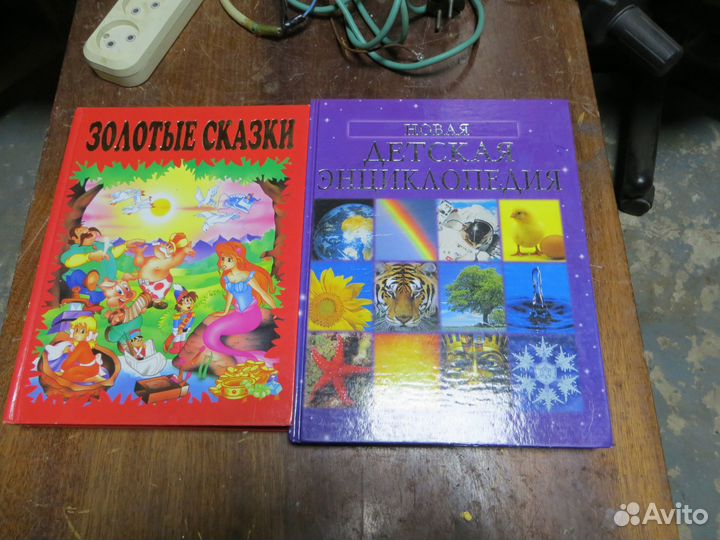 ЗОЛОТЫЕ СКАЗКИ
НОВАЯ
ДЕТСКАЯ
ЭНЦИКЛОПЕДИЯ
Avito